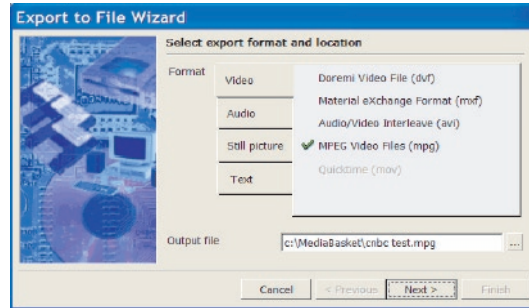 Export to File Wizard
Select export format and location
Format
Video
Doremi Video File (dvf)
Material eXchange Format (mxf)
Audio/Video Interleave (avi)
Audio
MPEG Video Files (mpg)
Still picture
Quicktime (mov)
Text
Output file
c:\MediaBasket\cnbc test.mpg
...
Cancel
< Previous
Next >
Finish